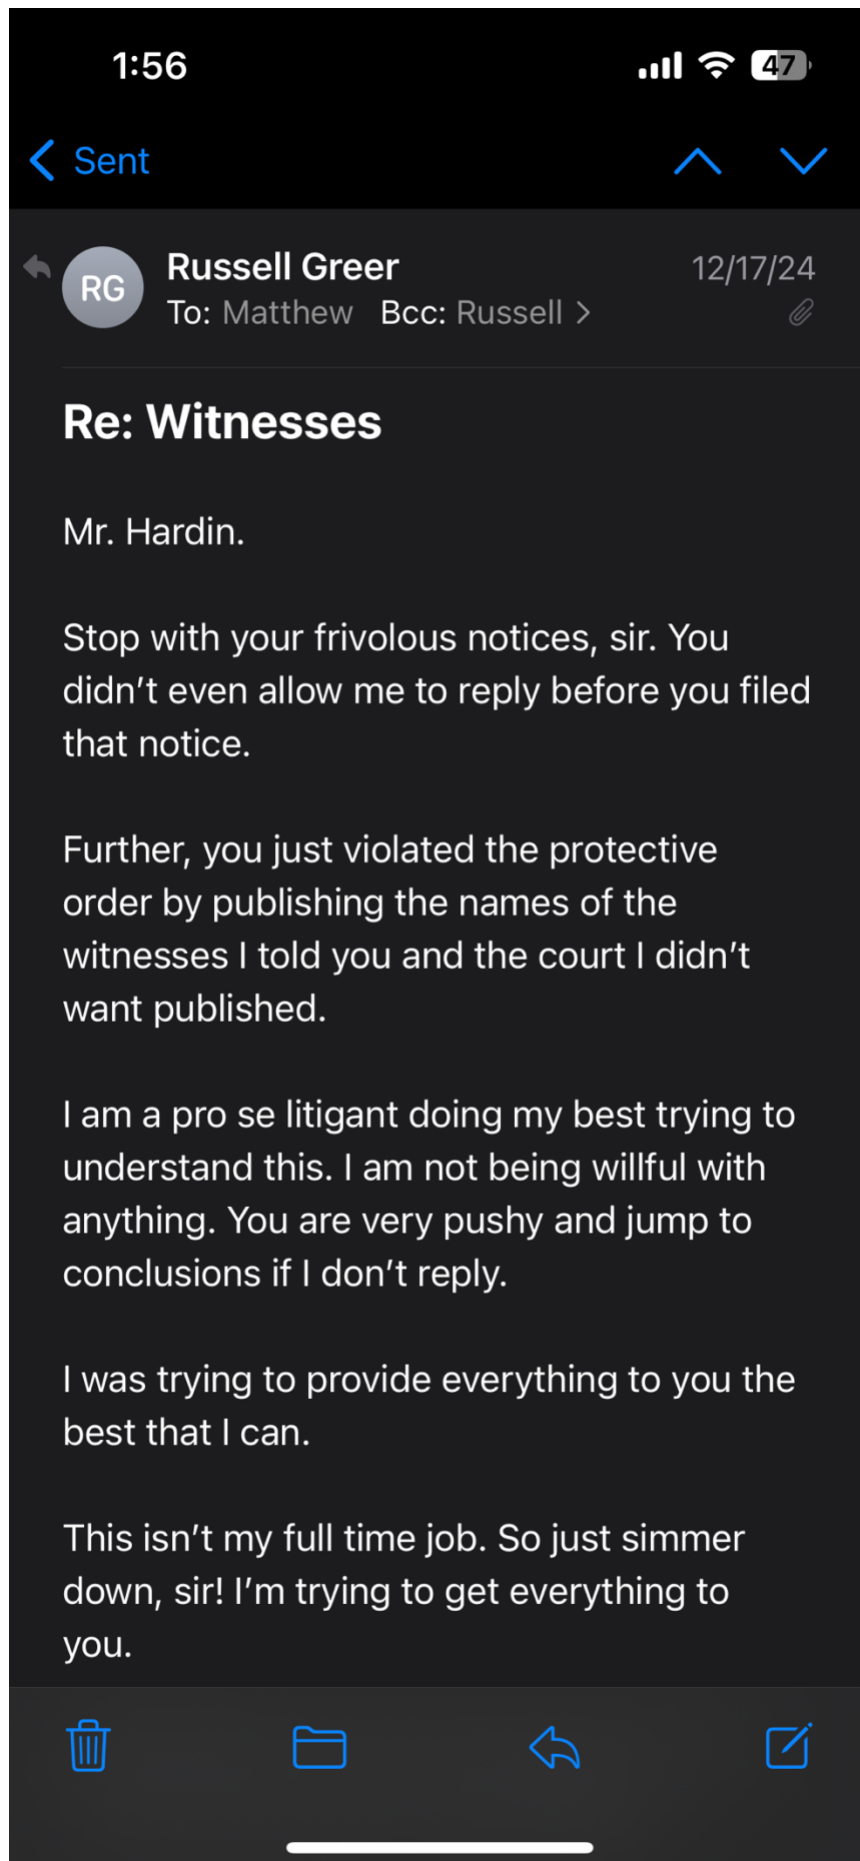 1:56
47
Sent
RG
Russell Greer
12/17/24
To: Matthew Bcc: Russell
Re: Witnesses
Mr. Hardin.
Stop with your frivolous notices, sir. You
didn’t even allow me to reply before you filed
that notice.
Further, you just violated the protective
order by publishing the names of the
witnesses I told you and the court I didn’t
want published.
I am a pro se litigant doing my best trying to
understand this. I am not being willful with
anything. You are very pushy and jump to
conclusions if I don’t reply.
I was trying to provide everything to you the
best that I can.
This isn’t my full time job. So just simmer
down, sir! I’m trying to get everything to
you.